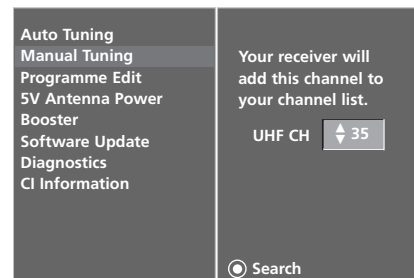 Auto Tuning
Manual Tuning
Programme Edit
5V Antenna Power
Booster
Software Update
Diagnostics
CI Information
Your receiver will
add this channel to
your channel list.
UHF CH 35
Search